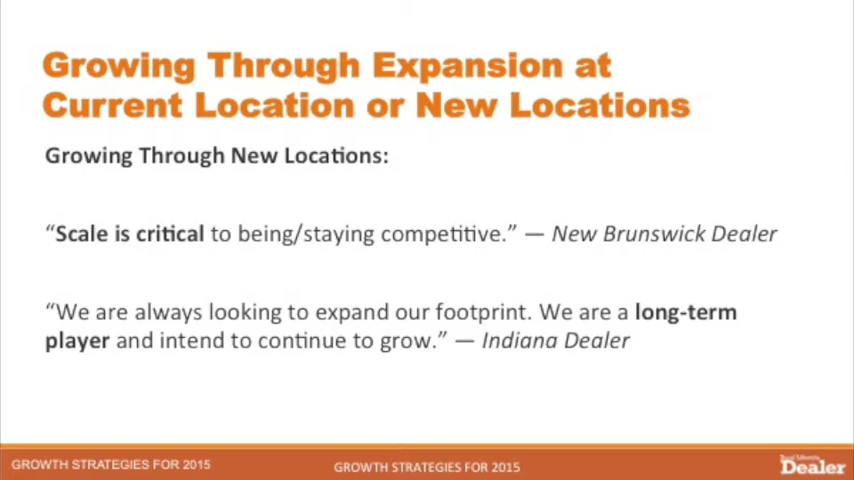 Growing Through Expansion at
Current Location or New Locations
Growing Through New Locations:
“Scale is critical to being/staying competitive.” — New Brunswick Dealer
“We are always looking to expand our footprint. We are a long-term
player and intend to continue to grow.” — Indiana Dealer
GROWTH STRATEGIES FOR 2015
GROWTH STRATEGIES FOR 2015
Dealer